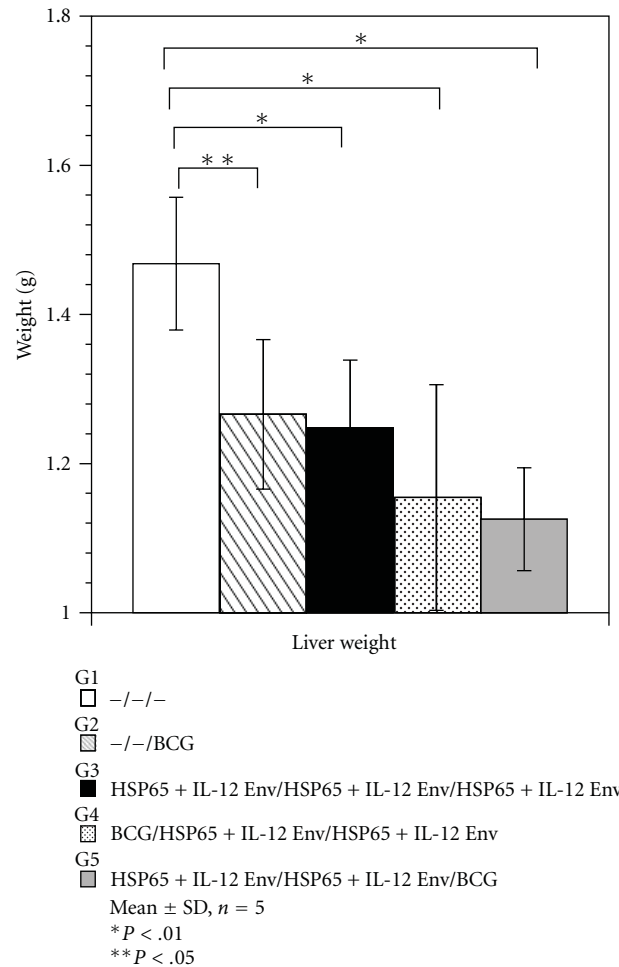 1.8
*
*
*
**
1.6
1.4
1.2
1
Weight (g)
Liver weight
G1
−/−/−
G2
−/−/BCG
G3
HSP65 + IL-12 Env/HSP65 + IL-12 Env/HSP65 + IL-12 Env
G4
BCG/HSP65 + IL-12 Env/HSP65 + IL-12 Env
G5
HSP65 + IL-12 Env/HSP65 + IL-12 Env/BCG
Mean ± SD, n = 5
*P < .01
**P < .05